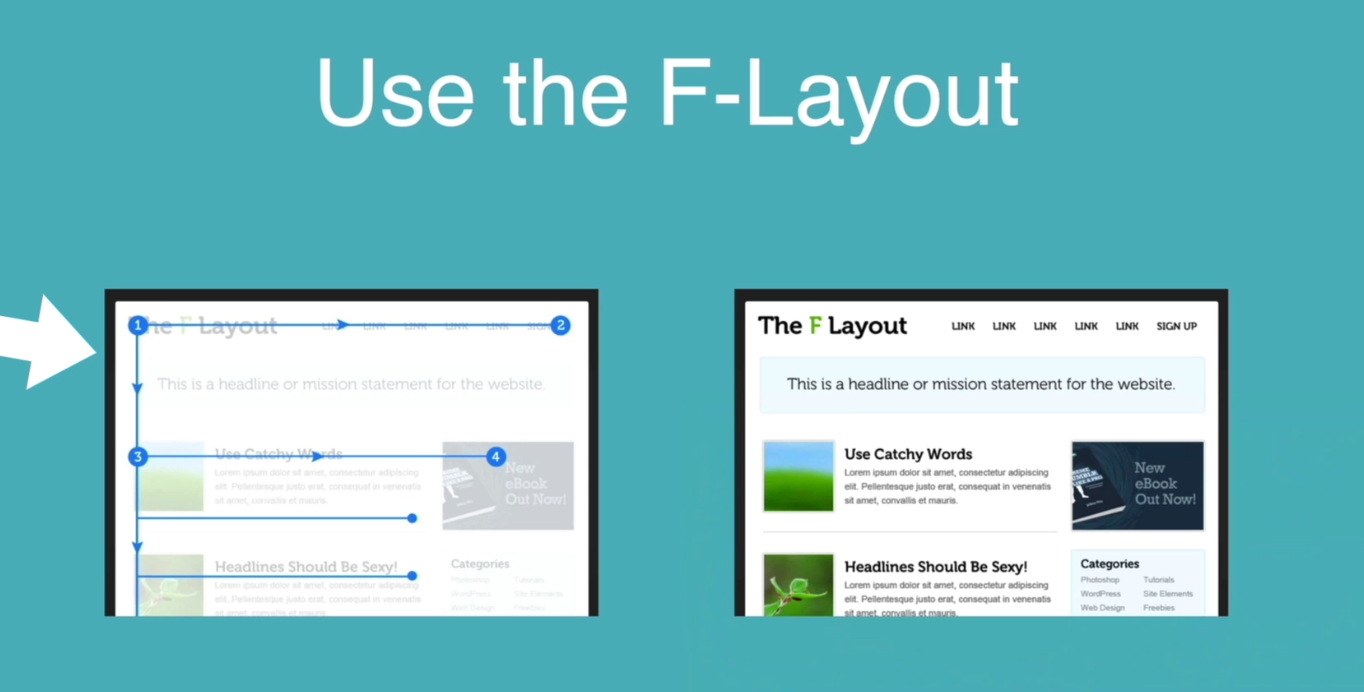 Use the F-Layout
1
The F Layout
LINK LINK LINK LINK LINK SIGN
2
This is a headline or mission statement for the website.
3
Use Catchy Words
4
Lorem ipsum dolor sit amet, consectetur adipiscing
elit. Pellentesque justo erat, consequat in venenatis
sit amet, convallis et mauris.
New
eBook
Out Now!
Headlines Should Be Sexy!
Lorem ipsum dolor sit amet, consectetur adipiscing
elit. Pellentesque justo erat, consequat in venenatis
sit amet, convallis et mauris.
Categories
Photoshop Tutorials
WordPress Site Elements
Web Design Freebies
The F Layout
LINK LINK LINK LINK LINK SIGN UP
This is a headline or mission statement for the website.
Use Catchy Words
Lorem ipsum dolor sit amet, consectetur adipiscing
elit. Pellentesque justo erat, consequat in venenatis
sit amet, convallis et mauris.
New
eBook
Out Now!
Headlines Should Be Sexy!
Lorem ipsum dolor sit amet, consectetur adipiscing
elit. Pellentesque justo erat, consequat in venenatis
sit amet, convallis et mauris.
Categories
Photoshop Tutorials
WordPress Site Elements
Web Design Freebies